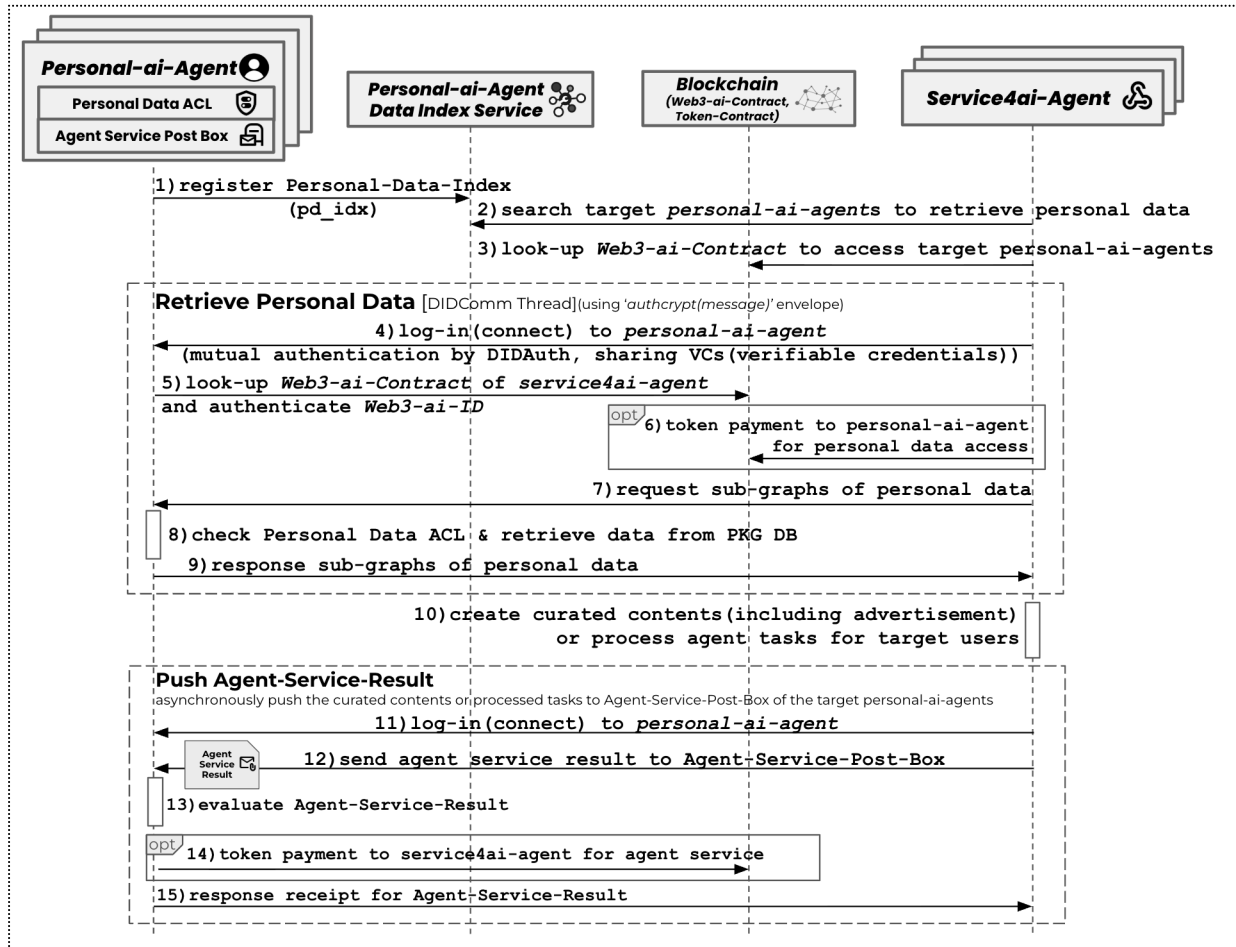 Personal-ai-Agent
Personal Data ACL
Agent Service Post Box
Personal-ai-Agent
Data Index Service
Blockchain
(Web3-ai-Contract,
Token-Contract)
Service4ai-Agent
1)register Personal-Data-Index
(pd_idx)
2)search target personal-ai-agents to retrieve personal data
3)look-up Web3-ai-Contract to access target personal-ai-agents
Retrieve Personal Data [DIDComm Thread](using ‘authcrypt(message)’ envelope)
4)log-in(connect) to personal-ai-agent
(mutual authentication by DIDAuth, sharing VCs(verifiable credentials))
5)look-up Web3-ai-Contract of service4ai-agent
and authenticate Web3-ai-ID
opt
6)token payment to personal-ai-agent
for personal data access
7)request sub-graphs of personal data
8)check Personal Data ACL & retrieve data from PKG DB
9)response sub-graphs of personal data
10)create curated contents(including advertisement)
or process agent tasks for target users
Push Agent-Service-Result
asynchronously push the curated contents or processed tasks to Agent-Service-Post-Box of the target personal-ai-agents
11)log-in(connect) to personal-ai-agent
Agent
Service
Result
12)send agent service result to Agent-Service-Post-Box
13)evaluate Agent-Service-Result
opt
14)token payment to service4ai-agent for agent service
15)response receipt for Agent-Service-Result